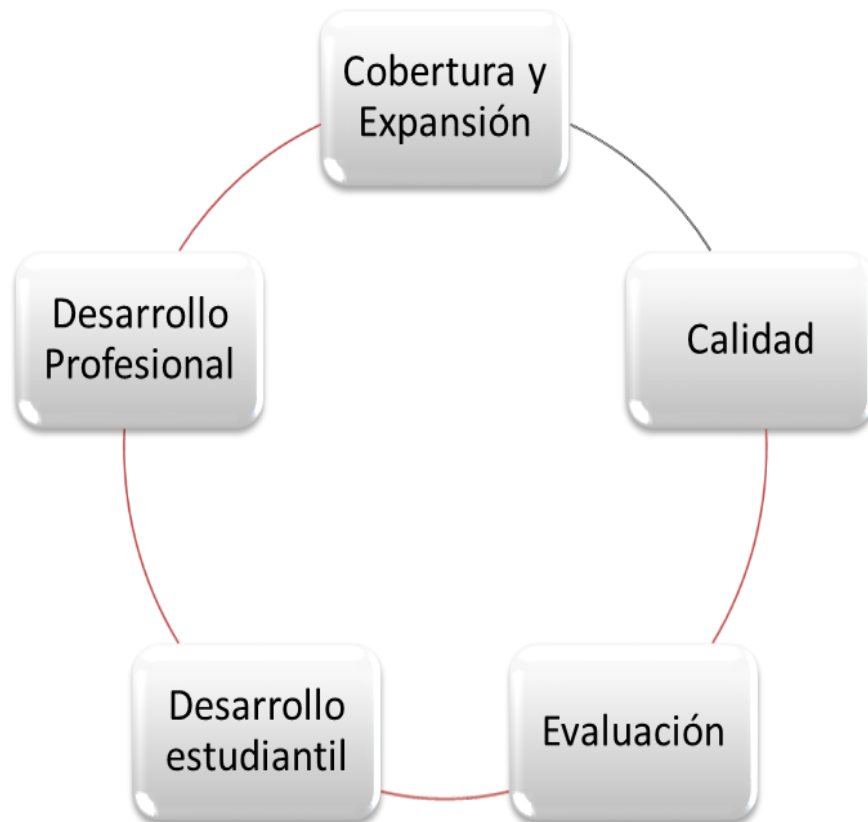 Cobertura y
Expansión
Calidad
Evaluación
Desarrollo
estudiantil
Desarrollo
Profesional